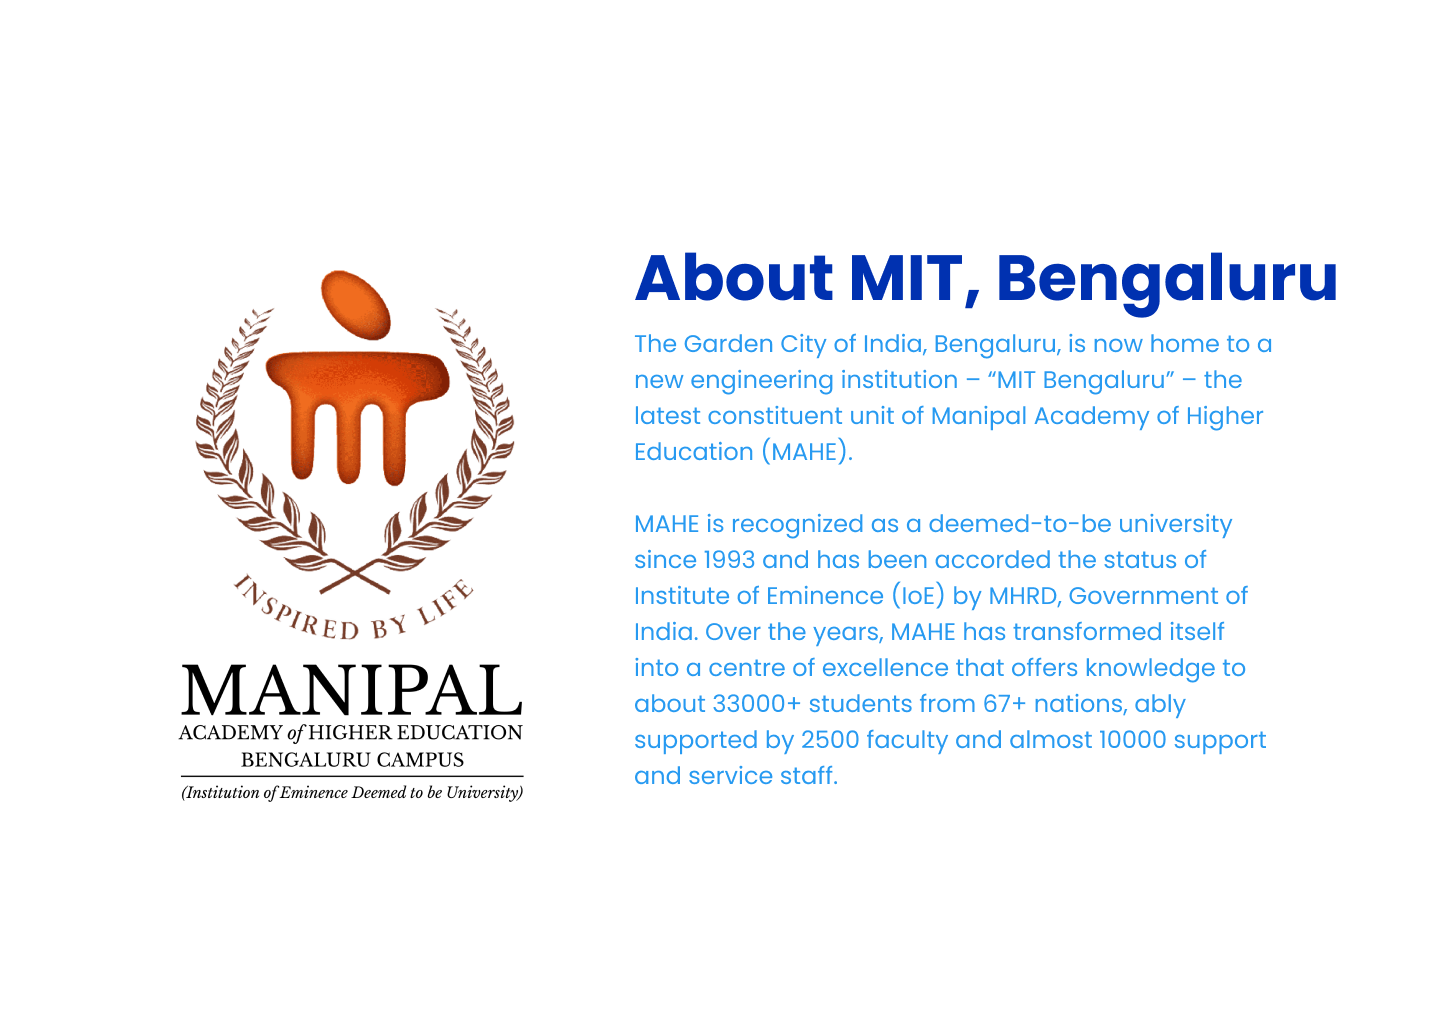 INSPIRED BY LIFE
MANIPAL
ACADEMY of HIGHER EDUCATION
BENGALURU CAMPUS
(Institution of Eminence Deemed to be University)
About MIT, Bengaluru
The Garden City of India, Bengaluru, is now home to a
new engineering institution – “MIT Bengaluru” – the
latest constituent unit of Manipal Academy of Higher
Education (MAHE).
MAHE is recognized as a deemed-to-be university
since 1993 and has been accorded the status of
Institute of Eminence (IoE) by MHRD, Government of
India. Over the years, MAHE has transformed itself
into a centre of excellence that offers knowledge to
about 33000+ students from 67+ nations, ably
supported by 2500 faculty and almost 10000 support
and service staff.